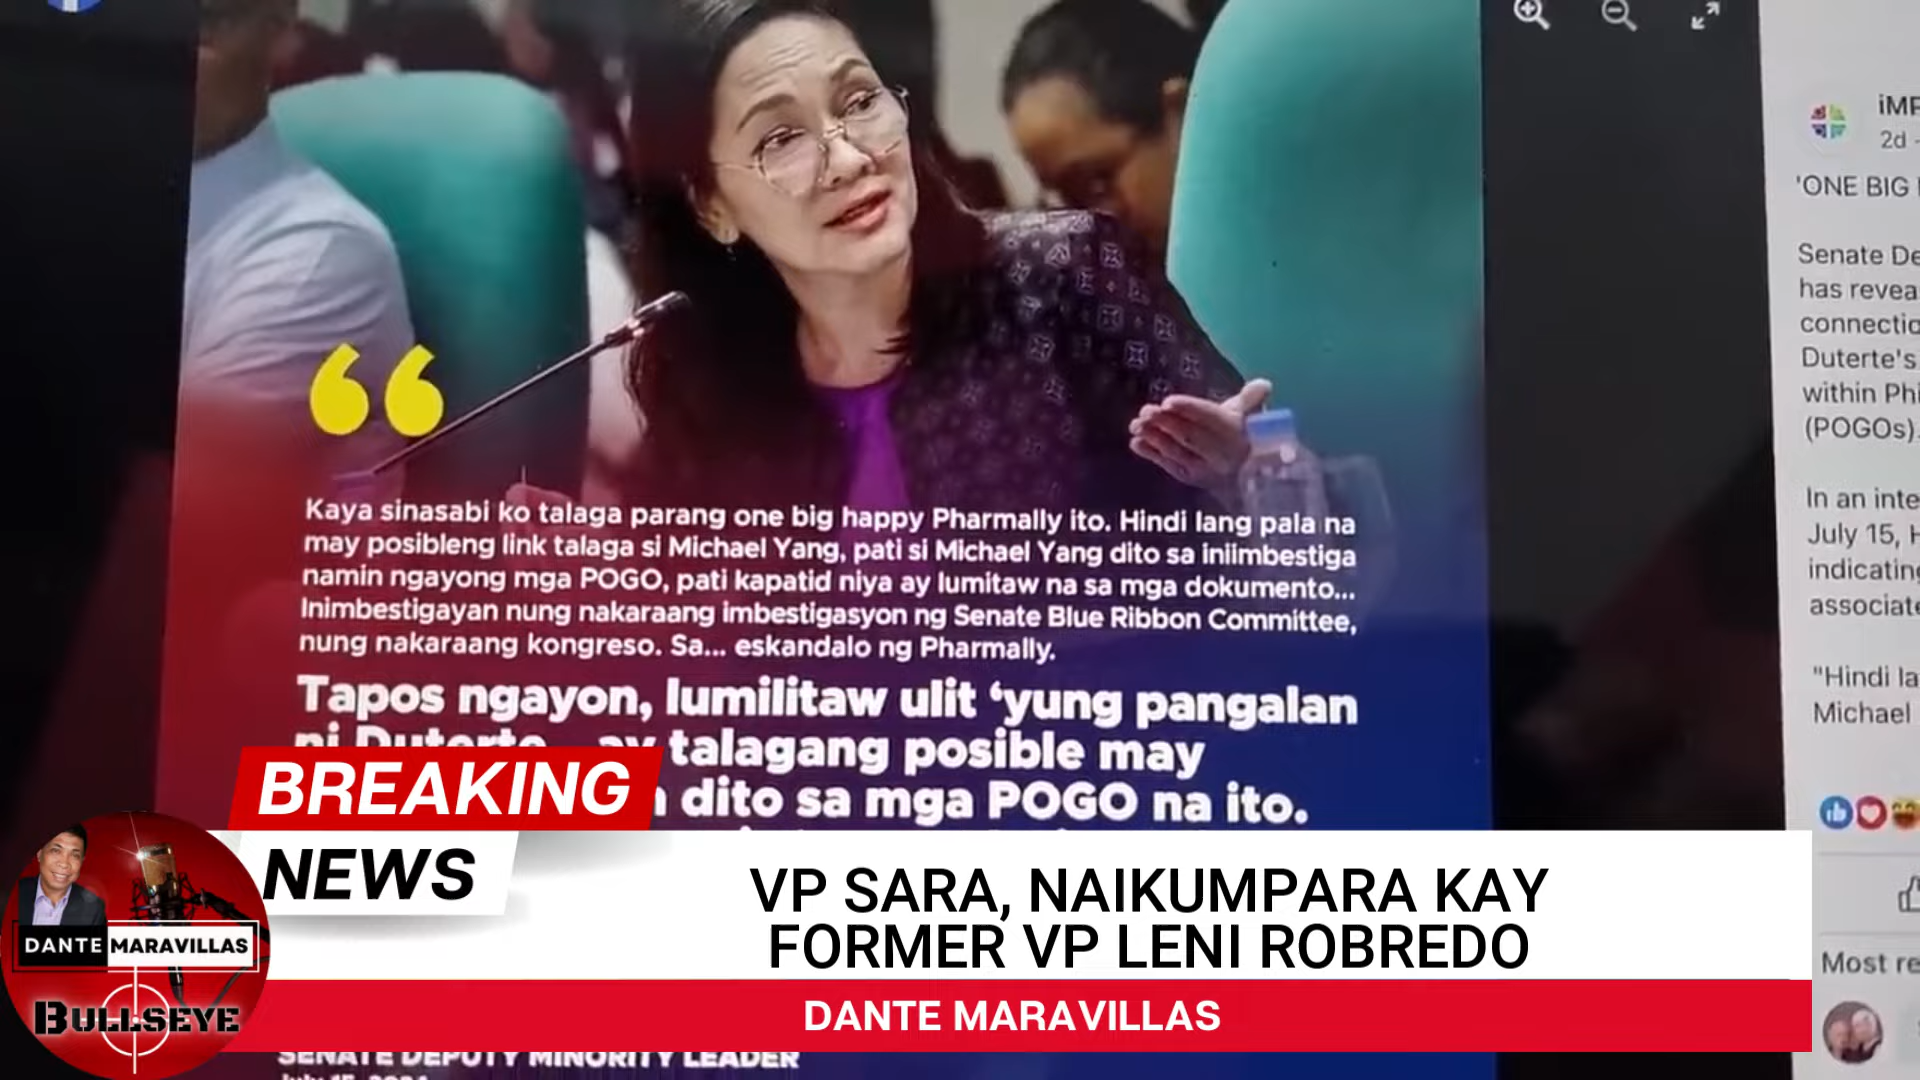 Kaya sinasabi ko talaga parang one big happy Pharmally ito. Hindi lang pala na
may posibleng link talaga si Michael Yang, pati si Michael Yang dito sa iniimbestiga
namin ngayong mga POGO, pati kapatid niya ay lumitaw na sa mga dokumento...
Inimbestigayan nung nakaraang imbestigasyon ng Senate Blue Ribbon Committee,
nung nakaraang kongreso. Sa... eskandalo ng Pharmally.
Tapos ngayon, lumilitaw ulit ‘yung pangalan
ni Duterte... ay talagang posible may
dito sa mga POGO na ito.
BREAKING
NEWS
VP SARA, NAIKUMPARA KAY
FORMER VP LENI ROBREDO
DANTE MARAVILLAS
DANTE MARAVILLAS
BULLSEYE
SENATE DEPUTY MINORITY LEADER
July 15, 2024
2d
'ONE BIG
Senate De
has revea
connectio
Duterte's
within Phi
(POGOs)
In an inte
July 15, H
indicating
associate
"Hindi la
Michael
Most re